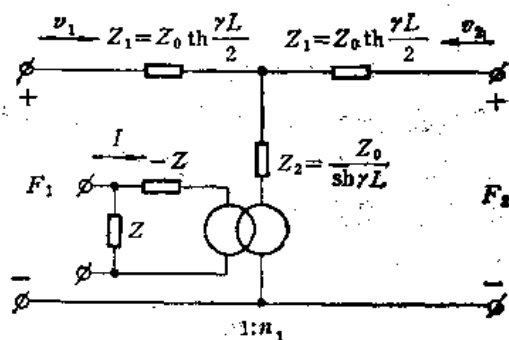 v₁ Z₁=Z₀ th γL/2 Z₁=Z₀ th γL/2 v₂
+ +
I -Z
F₁ Z Z₂= Z₀/sh γL F₂
- -
1:n₁